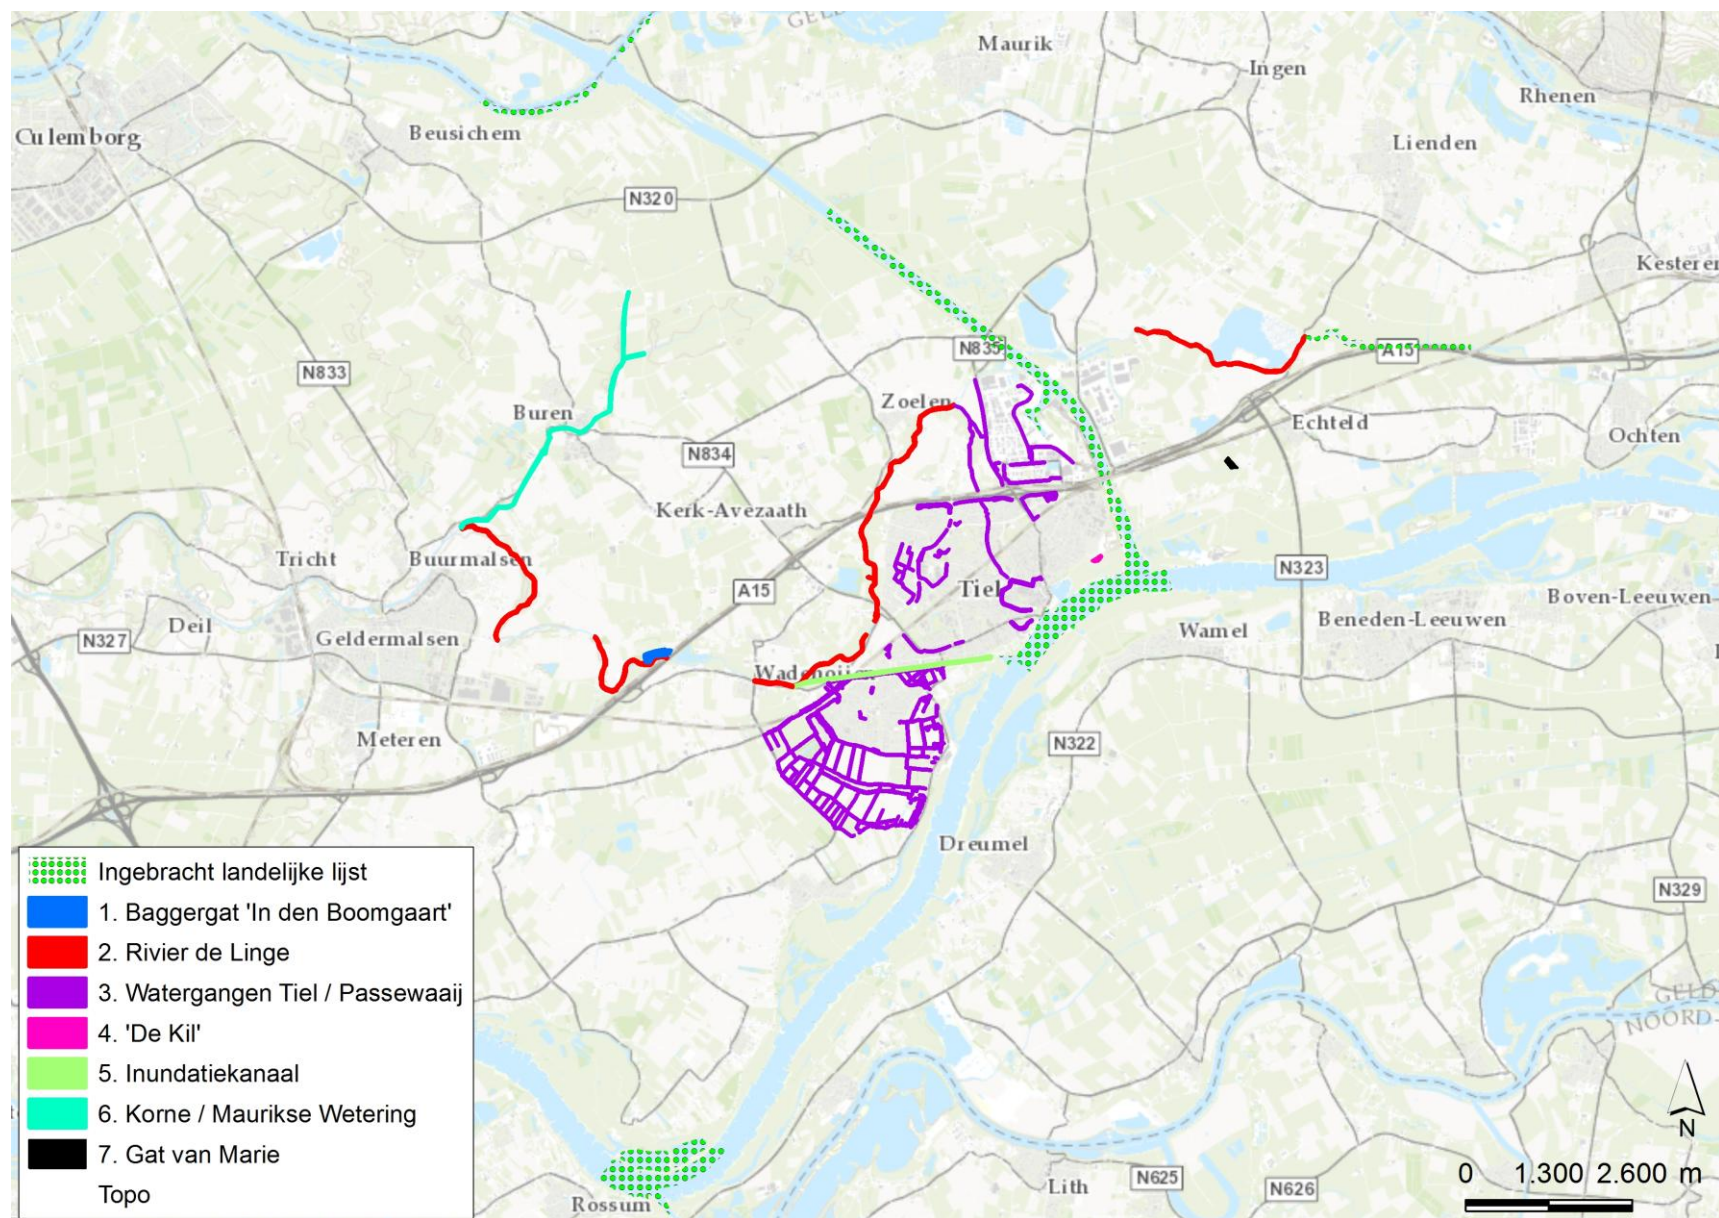 GELD
Maurik
Ingen
Rhenen
Culemborg
Beusichem
Lienden
N320
Kesteren
N835
A15
N833
Zoelen
Buren
Echteld
Ochten
N834
Kerk-Avezaath
Tricht
Buurmalsen
N323
A15
Tiel
Boven-Leeuwen
Deil
N327
Geldermalsen
Wamel
Beneden-Leeuwen
Wadenoijen
Meteren
N322
Dreumel
N329
Ingebracht landelijke lijst
1. Baggergat 'In den Boomgaart'
2. Rivier de Linge
3. Watergangen Tiel / Passewaaij
4. 'De Kil'
5. Inundatiekanaal
6. Korne / Maurikse Wetering
7. Gat van Marie
Topo
GELD
NOORD-
N
0 1.300 2.600 m
Rossum
Lith
N625
N626